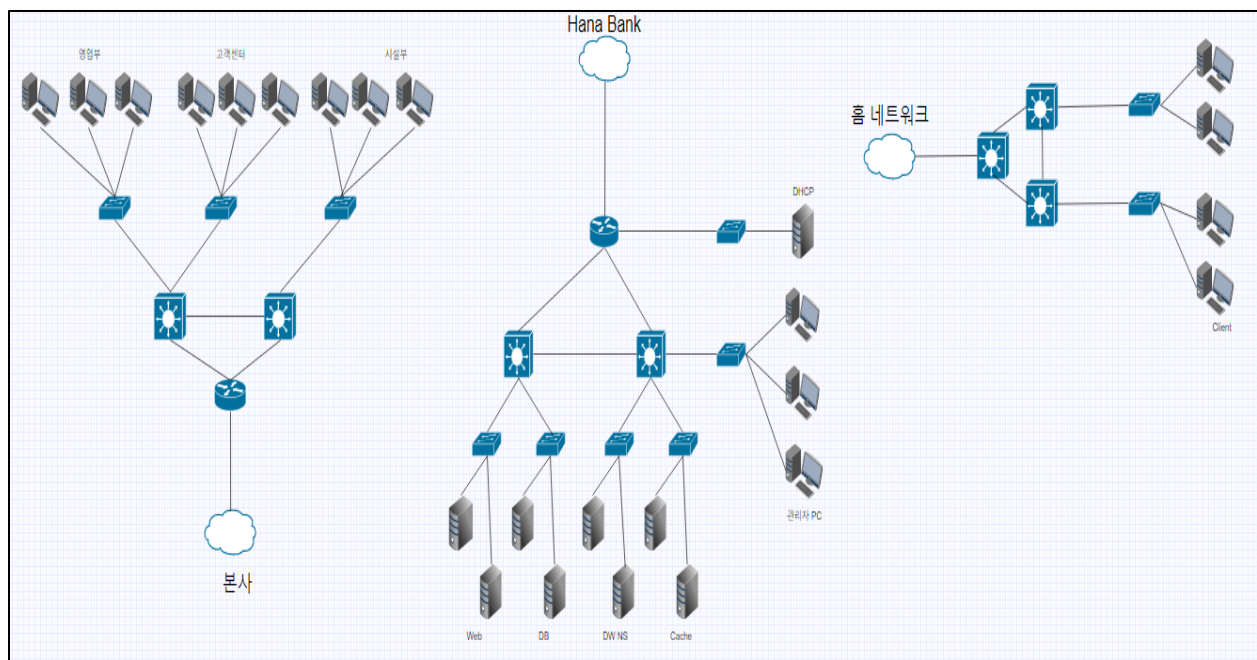 Hana Bank
영업부
고객센터
시설부
홈 네트워크
DHCP
Client
관리자 PC
본사
Web
DB
DW NS
Cache